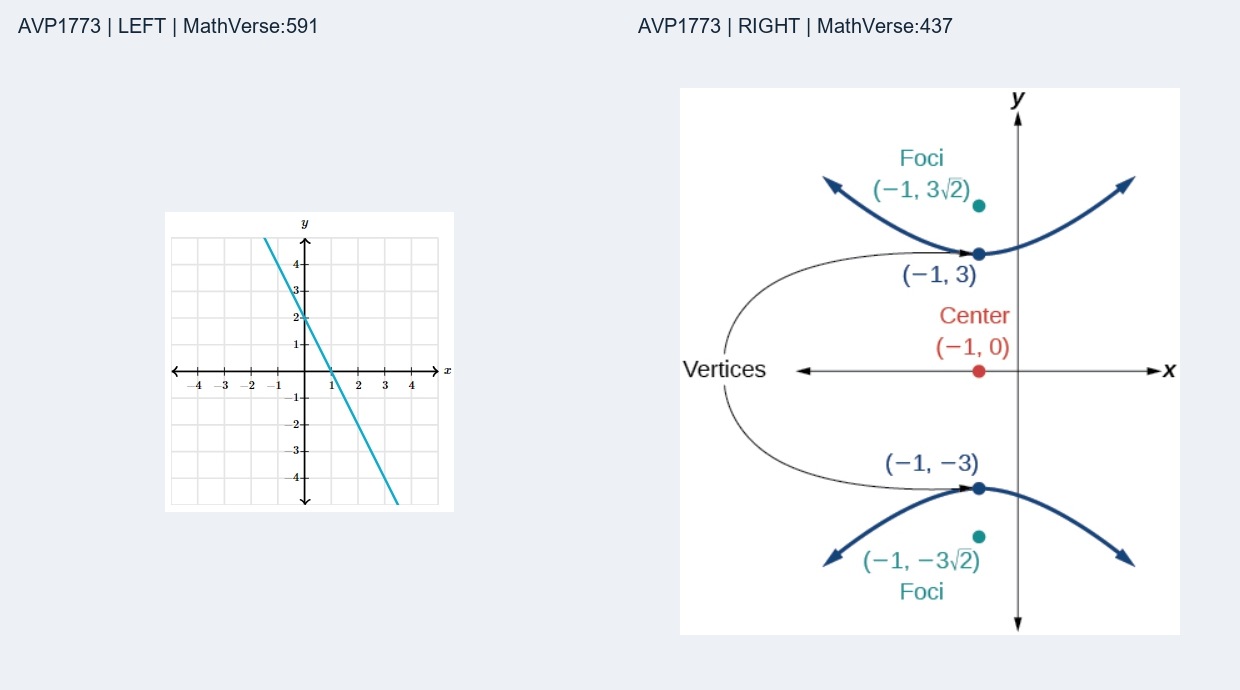 AVP1773 | LEFT | MathVerse:591
y
4
3
2
1
-4 -3 -2 -1 1 2 3 4 x
-1
-2
-3
-4
AVP1773 | RIGHT | MathVerse:437
y
Foci
(−1, 3√2)
(−1, 3)
Center
(−1, 0)
Vertices
x
(−1, −3)
(−1, −3√2)
Foci